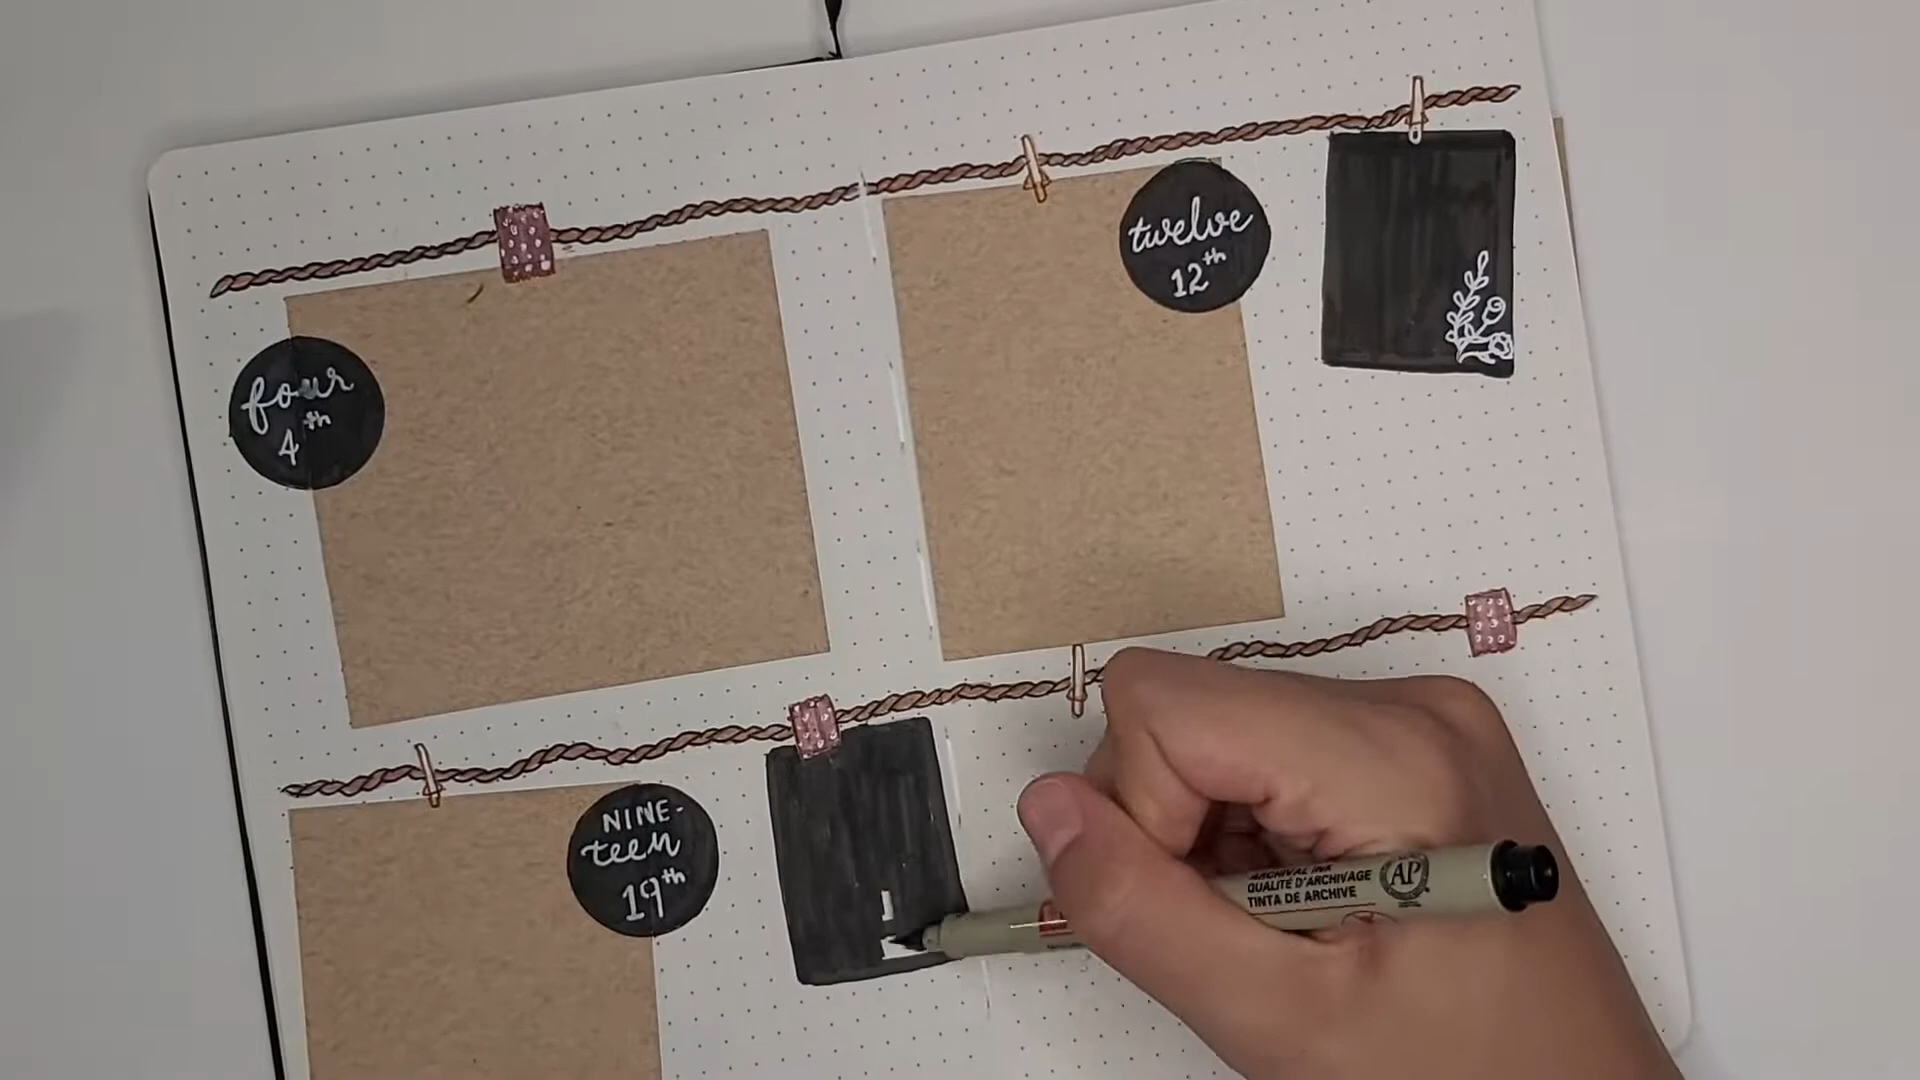 four
4th
twelve
12th
NINE-
teen
19th
ARCHIVAL INK
QUALITÉ D'ARCHIVAGE
TINTA DE ARCHIVE
AP